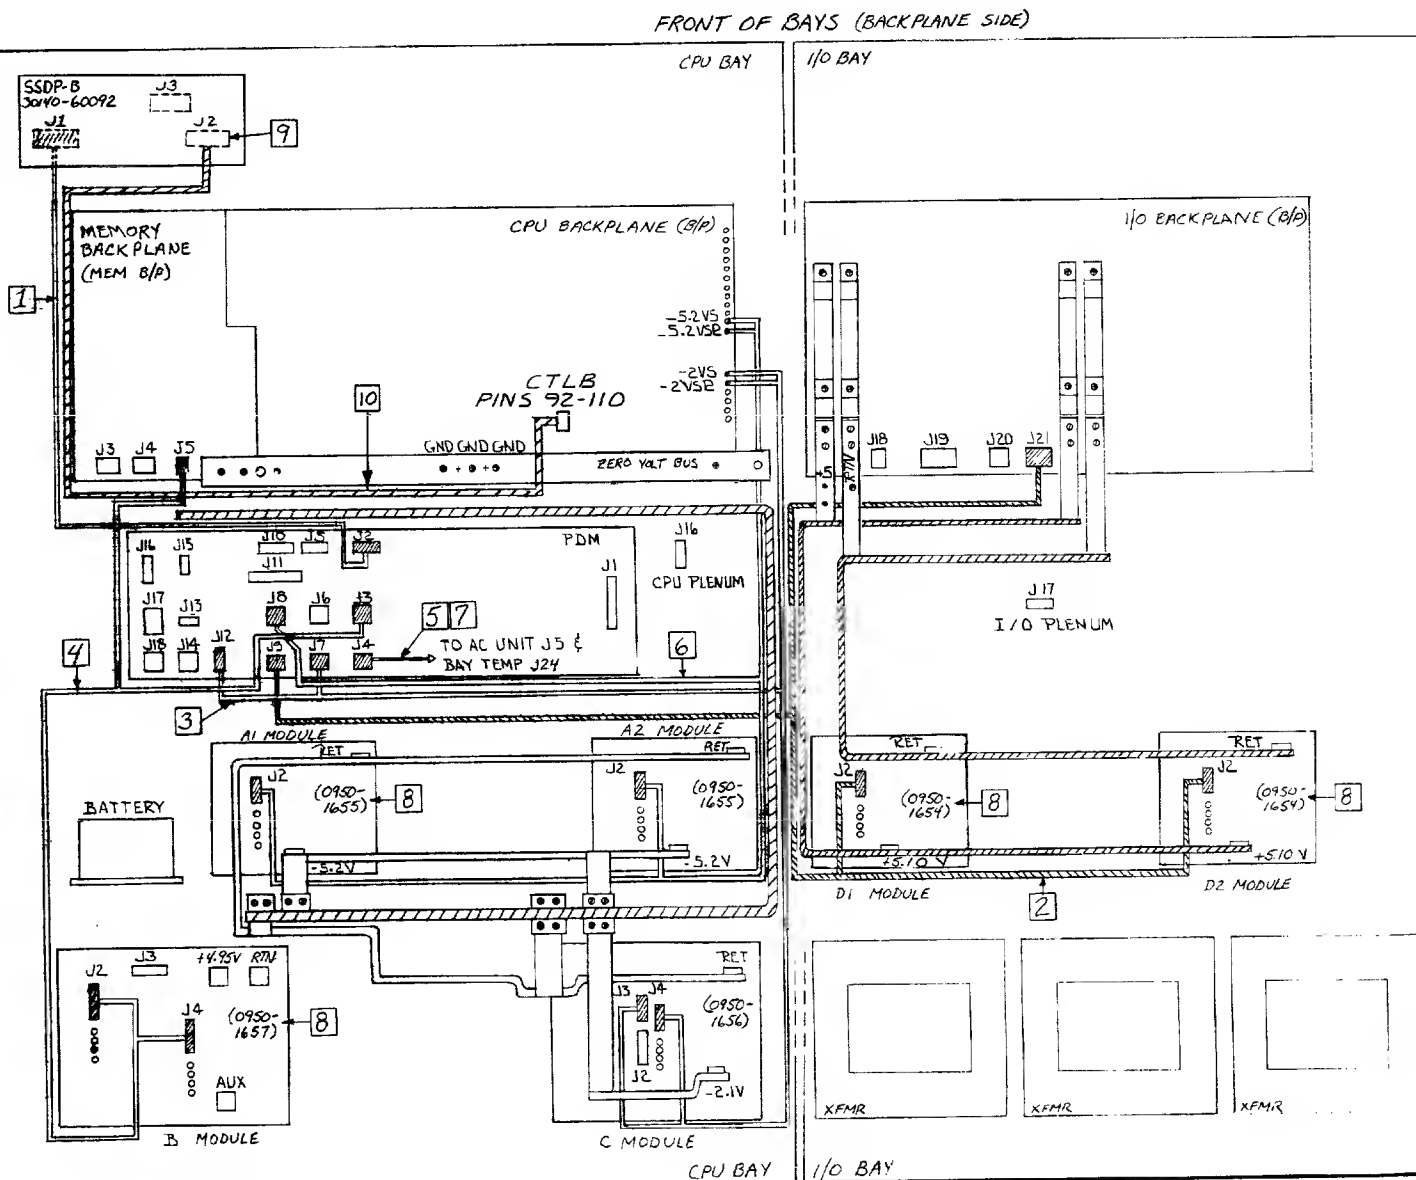 FRONT OF BAYS (BACKPLANE SIDE)
CPU BAY
I/O BAY
SSDP-B
30140-60092
J3
J1
J2
9
MEMORY
BACKPLANE
(MEM B/P)
CPU BACKPLANE (B/P)
I/O BACKPLANE (B/P)
1
-5.2VS
-5.2VSR
-2VS
-2VSR
CTLB
PINS 92-110
10
J3
J4
J5
GND GND GND
ZERO VOLT BUS
+5
RTN
J18
J19
J20
J21
PDM
J16
J15
J10
J5
J2
J11
J1
J16
CPU PLENUM
J17
J13
J8
J6
J3
J18
J14
J12
J9
J7
J4
5
7
TO AC UNIT J5 &
BAY TEMP J24
J17
I/O PLENUM
4
3
6
A1 MODULE
RET
J2
(0950-
1655)
8
-5.2V
A2 MODULE
RET
J2
(0950-
1655)
-5.2V
RET
J2
(0950-
1654)
8
+5.10 V
D1 MODULE
RET
J2
(0950-
1654)
8
+5.10 V
D2 MODULE
2
BATTERY
J2
J3
+4.95V
RTN
J4
(0950-
1657)
8
AUX
B MODULE
RET
J3
J4
(0950-
1656)
J2
-2.1V
C MODULE
XFMR
XFMR
XFMR
CPU BAY
I/O BAY